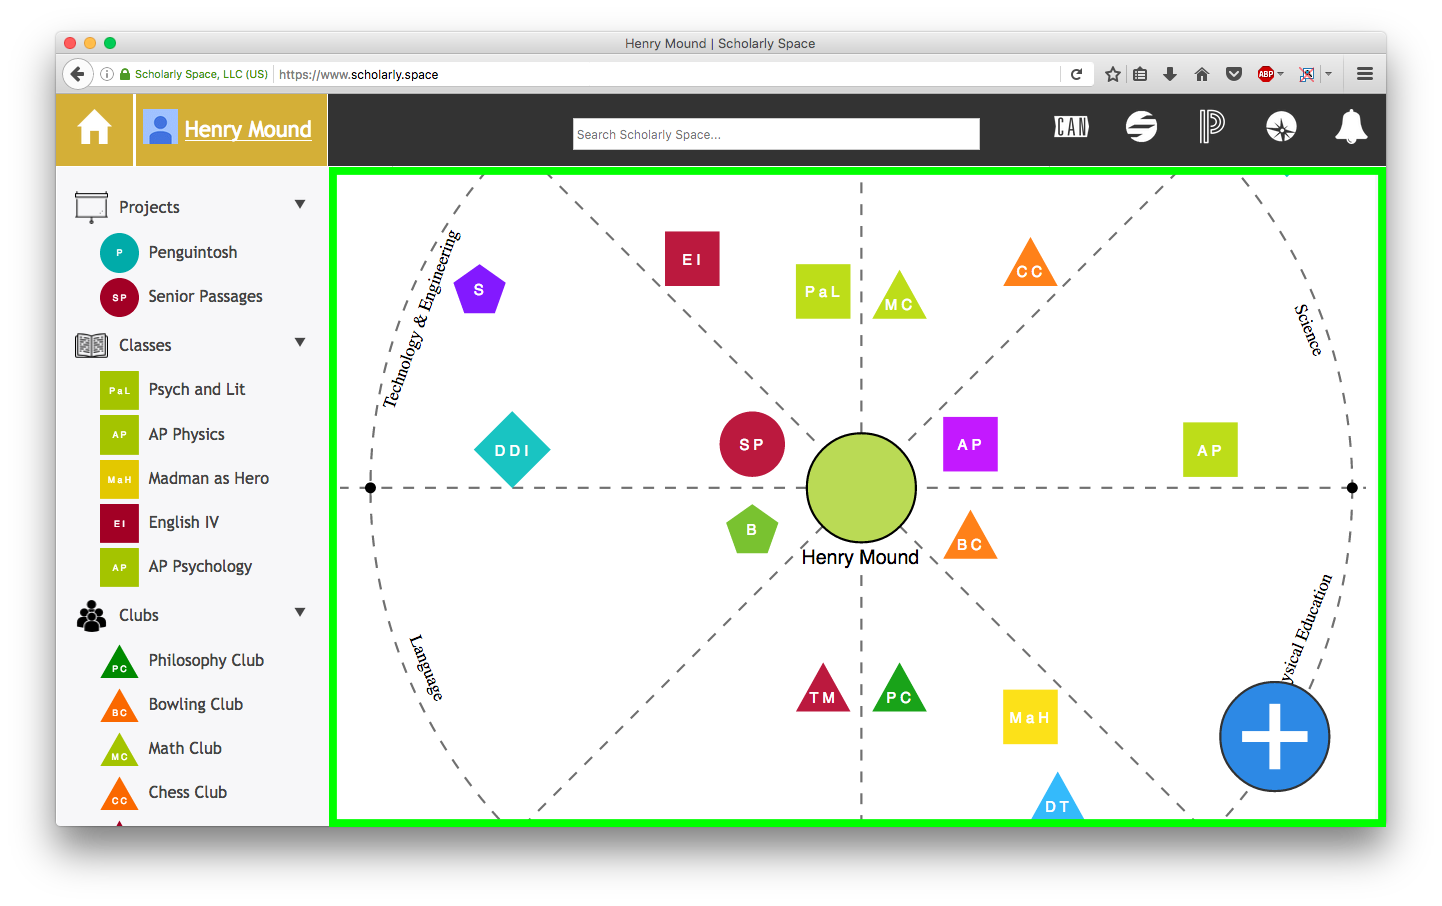 Henry Mound | Scholarly Space
Scholarly Space, LLC (US)
https://www.scholarly.space
ABP
Henry Mound
Search Scholarly Space...
CAN
Projects
P Penguintosh
SP Senior Passages
Classes
PaL Psych and Lit
AP AP Physics
MaH Madman as Hero
EI English IV
AP AP Psychology
Clubs
PC Philosophy Club
BC Bowling Club
MC Math Club
CC Chess Club
Technology & Engineering
Science
S
EI
PaL
MC
CC
DDI
SP
AP
AP
B
BC
Henry Mound
Language
ysical Education
TM
PC
MaH
DT